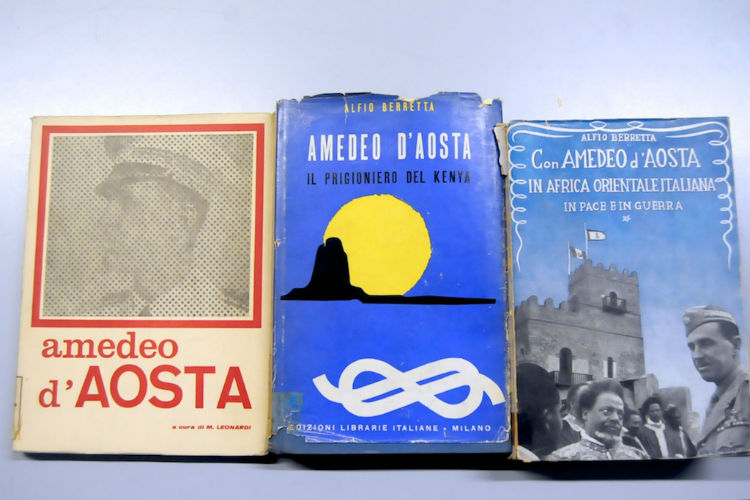 amedeo
d'AOSTA
a cura di M. LEONARDI
ALFIO BERRETTA
AMEDEO D'AOSTA
IL PRIGIONIERO DEL KENYA
EDIZIONI LIBRARIE ITALIANE - MILANO
ALFIO BERRETTA
Con AMEDEO d'AOSTA
IN AFRICA ORIENTALE ITALIANA
IN PACE E IN GUERRA